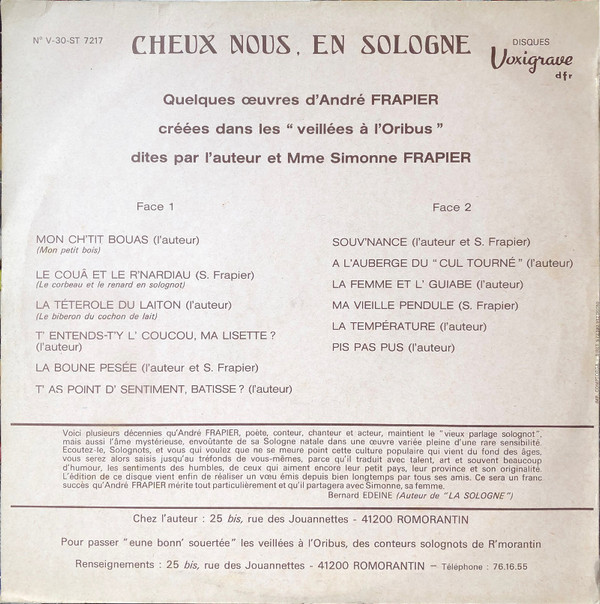 N° V-30-ST 7217
CHEUX NOUS, EN SOLOGNE
DISQUES
Voxigrave
dfr
Quelques œuvres d'André FRAPIER
créées dans les " veillées à l'Oribus "
dites par l'auteur et Mme Simonne FRAPIER
Face 1
MON CH'TIT BOUAS (l'auteur)
(Mon petit bois)
LE COUÂ ET LE R'NARDIAU (S. Frapier)
(Le corbeau et le renard en solognot)
LA TÉTEROLE DU LAITON (l'auteur)
(Le biberon du cochon de lait)
T' ENTENDS-T'Y L' COUCOU, MA LISETTE ?
(l'auteur)
LA BOUNE PESÉE (l'auteur et S. Frapier)
T' AS POINT D' SENTIMENT, BATISSE ? (l'auteur)
Face 2
SOUV'NANCE (l'auteur et S. Frapier)
A L'AUBERGE DU " CUL TOURNÉ " (l'auteur)
LA FEMME ET L' GUIABE (l'auteur)
MA VIEILLE PENDULE (S. Frapier)
LA TEMPÉRATURE (l'auteur)
PIS PAS PUS (l'auteur)
Voici plusieurs décennies qu'André FRAPIER, poète, conteur, chanteur et acteur, maintient le "vieux parlage solognot",
mais aussi l'âme mystérieuse, envoûtante de sa Sologne natale dans une œuvre variée pleine d'une rare sensibilité.
Ecoutez-le, Solognots, et vous qui voulez que ne se meure point cette culture populaire qui vient du fond des âges,
vous serez alors saisis jusqu'au tréfonds de vous-mêmes, parce qu'il traduit avec talent, art et souvent beaucoup
d'humour, les sentiments des humbles, de ceux qui aiment encore leur petit pays, leur province et son originalité.
L'édition de ce disque vient enfin de réaliser un vœu émis depuis bien longtemps par tous ses amis. Ce sera un franc
succès qu'André FRAPIER mérite tout particulièrement et qu'il partagera avec Simonne, sa femme.
Bernard EDEINE (Auteur de "LA SOLOGNE")
Chez l'auteur : 25 bis, rue des Jouannettes - 41200 ROMORANTIN
Pour passer "eune bonn' souertée" les veillées à l'Oribus, des conteurs solognots de R'morantin
Renseignements : 25 bis, rue des Jouannettes - 41200 ROMORANTIN – Téléphone : 76.16.55